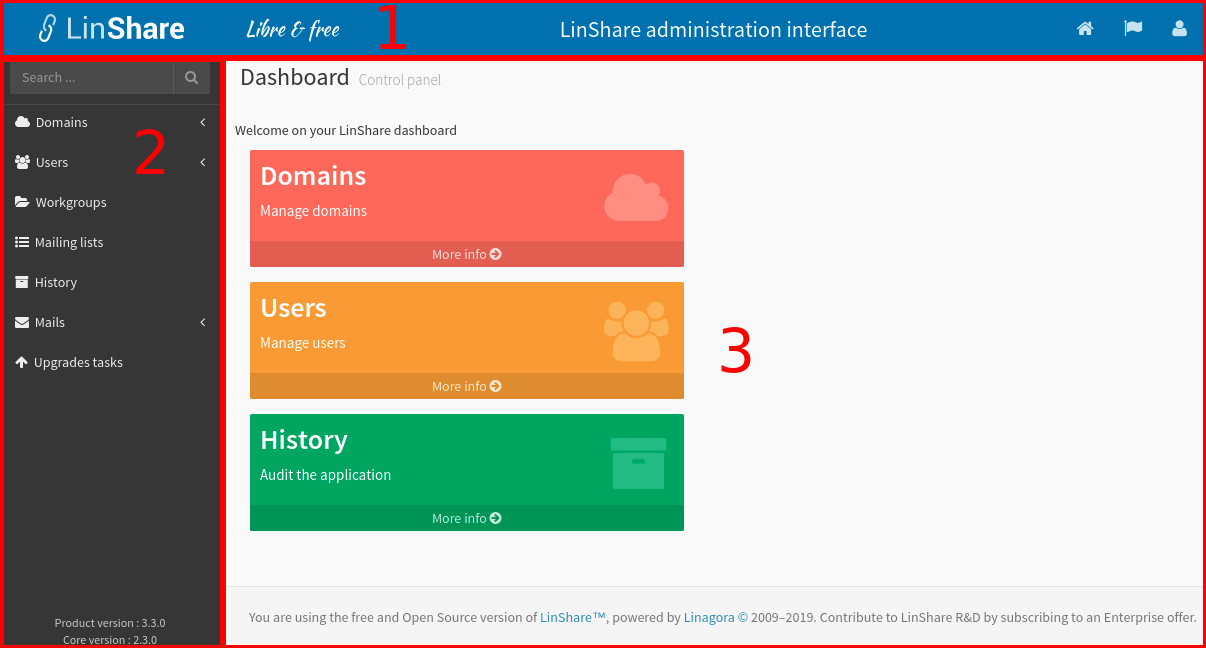 LinShare
Libre & free
1
LinShare administration interface
Search ...
Domains
Users
2
Workgroups
Mailing lists
History
Mails
Upgrades tasks
Product version : 3.3.0
Core version : 2.3.0
Dashboard Control panel
Welcome on your LinShare dashboard
Domains
Manage domains
More info
Users
Manage users
More info
3
History
Audit the application
More info
You are using the free and Open Source version of LinShare™, powered by Linagora © 2009–2019. Contribute to LinShare R&D by subscribing to an Enterprise offer.